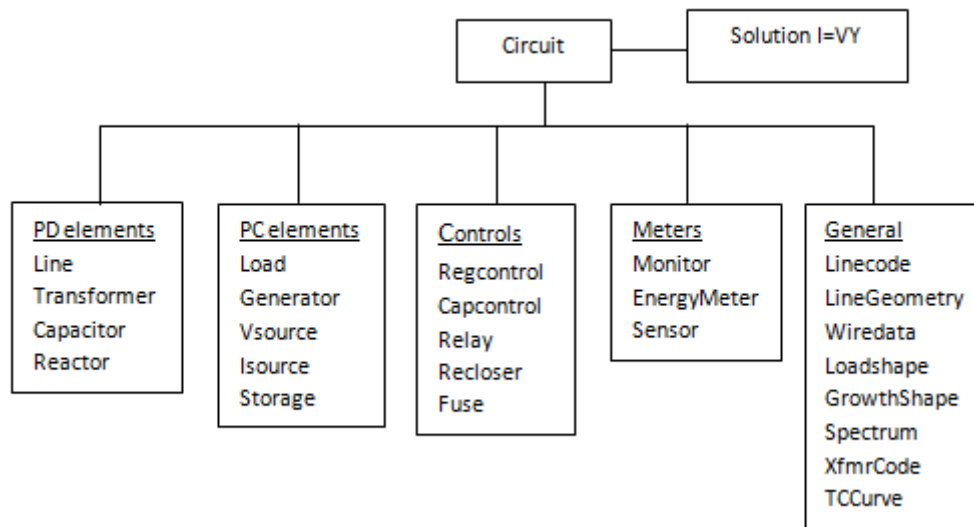 Circuit
Solution I=VY
PD elements
Line
Transformer
Capacitor
Reactor
PC elements
Load
Generator
Vsource
Isource
Storage
Controls
Regcontrol
Capcontrol
Relay
Recloser
Fuse
Meters
Monitor
EnergyMeter
Sensor
General
Linecode
LineGeometry
Wiredata
Loadshape
GrowthShape
Spectrum
XfmrCode
TCCurve